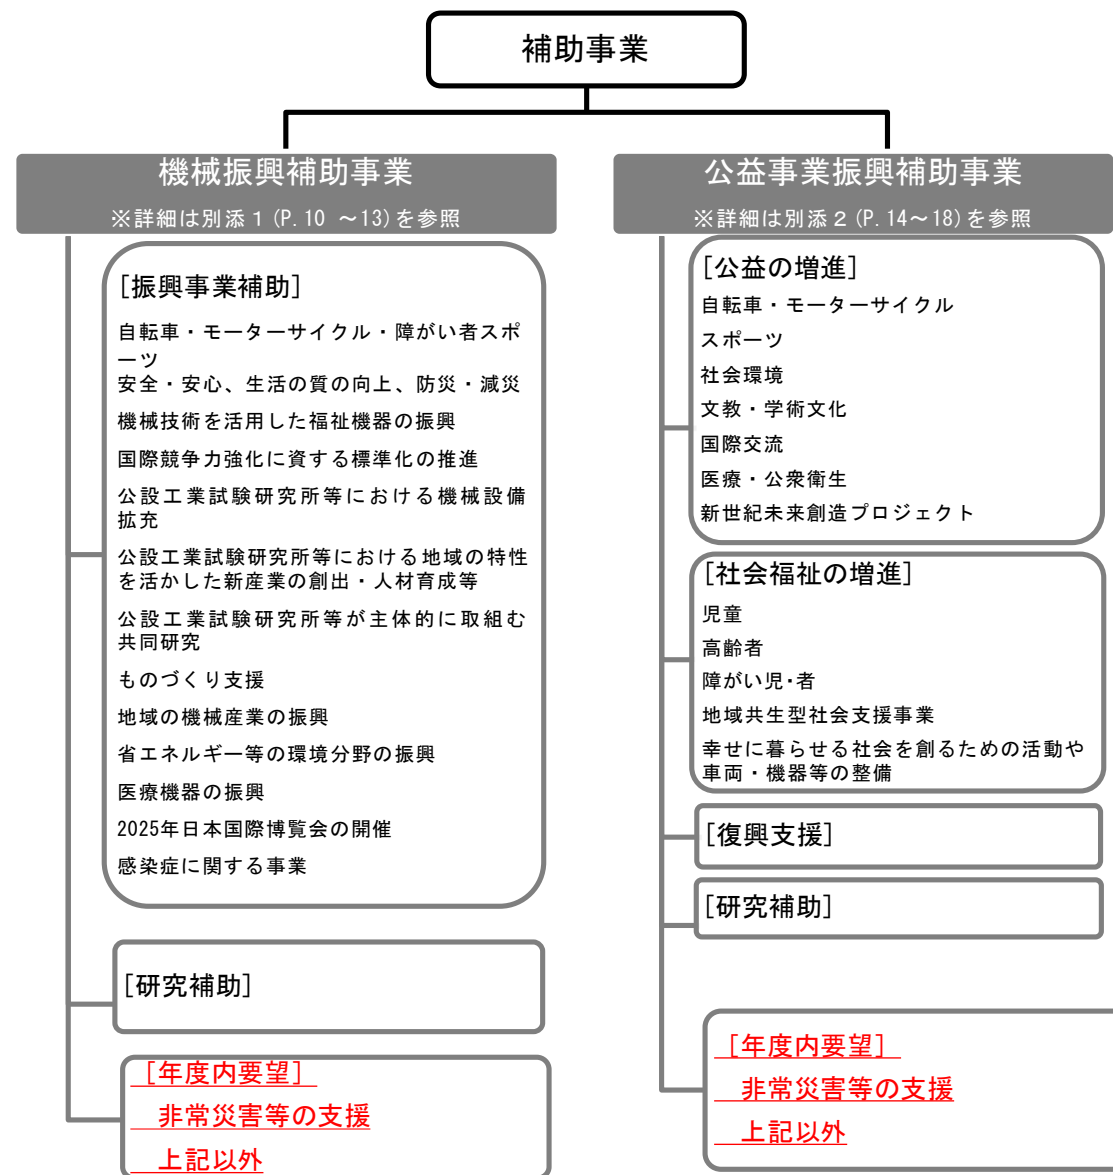 補助事業
機械振興補助事業
※詳細は別添1(P.10 ~13)を参照
[振興事業補助]
自転車・モーターサイクル・障がい者スポ
ーツ
安全・安心、生活の質の向上、防災・減災
機械技術を活用した福祉機器の振興
国際競争力強化に資する標準化の推進
公設工業試験研究所等における機械設備
拡充
公設工業試験研究所等における地域の特性
を活かした新産業の創出・人材育成等
公設工業試験研究所等が主体的に取組む
共同研究
ものづくり支援
地域の機械産業の振興
省エネルギー等の環境分野の振興
医療機器の振興
2025年日本国際博覧会の開催
感染症に関する事業
[研究補助]
[年度内要望]
非常災害等の支援
上記以外
公益事業振興補助事業
※詳細は別添2(P.14~18)を参照
[公益の増進]
自転車・モーターサイクル
スポーツ
社会環境
文教・学術文化
国際交流
医療・公衆衛生
新世紀未来創造プロジェクト
[社会福祉の増進]
児童
高齢者
障がい児・者
地域共生型社会支援事業
幸せに暮らせる社会を創るための活動や
車両・機器等の整備
[復興支援]
[研究補助]
[年度内要望]
非常災害等の支援
上記以外